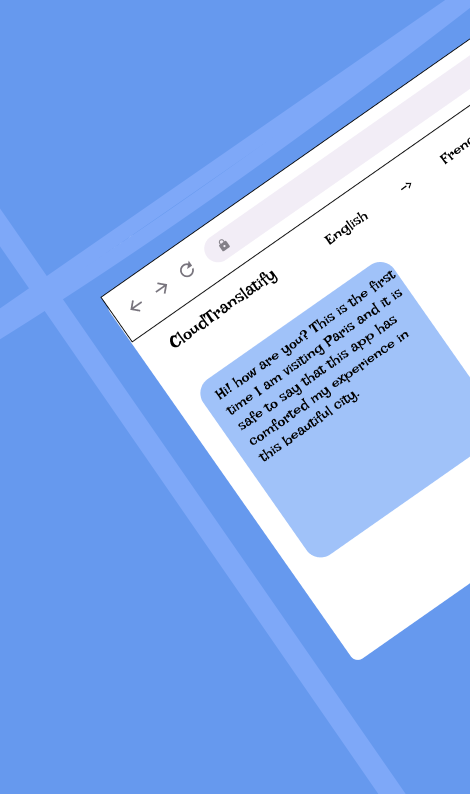 English → Frenc
CloudTranslatify
Hi! how are you? This is the first
time I am visiting Paris and it is
safe to say that this app has
comforted my experience in
this beautiful city.